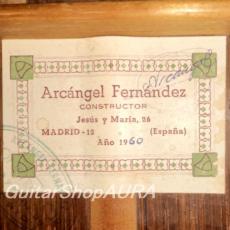 Arcángel Fernández
CONSTRUCTOR
Jesús y María, 26
MADRID-12 (España)
Año 1960
GuitarShopAURA